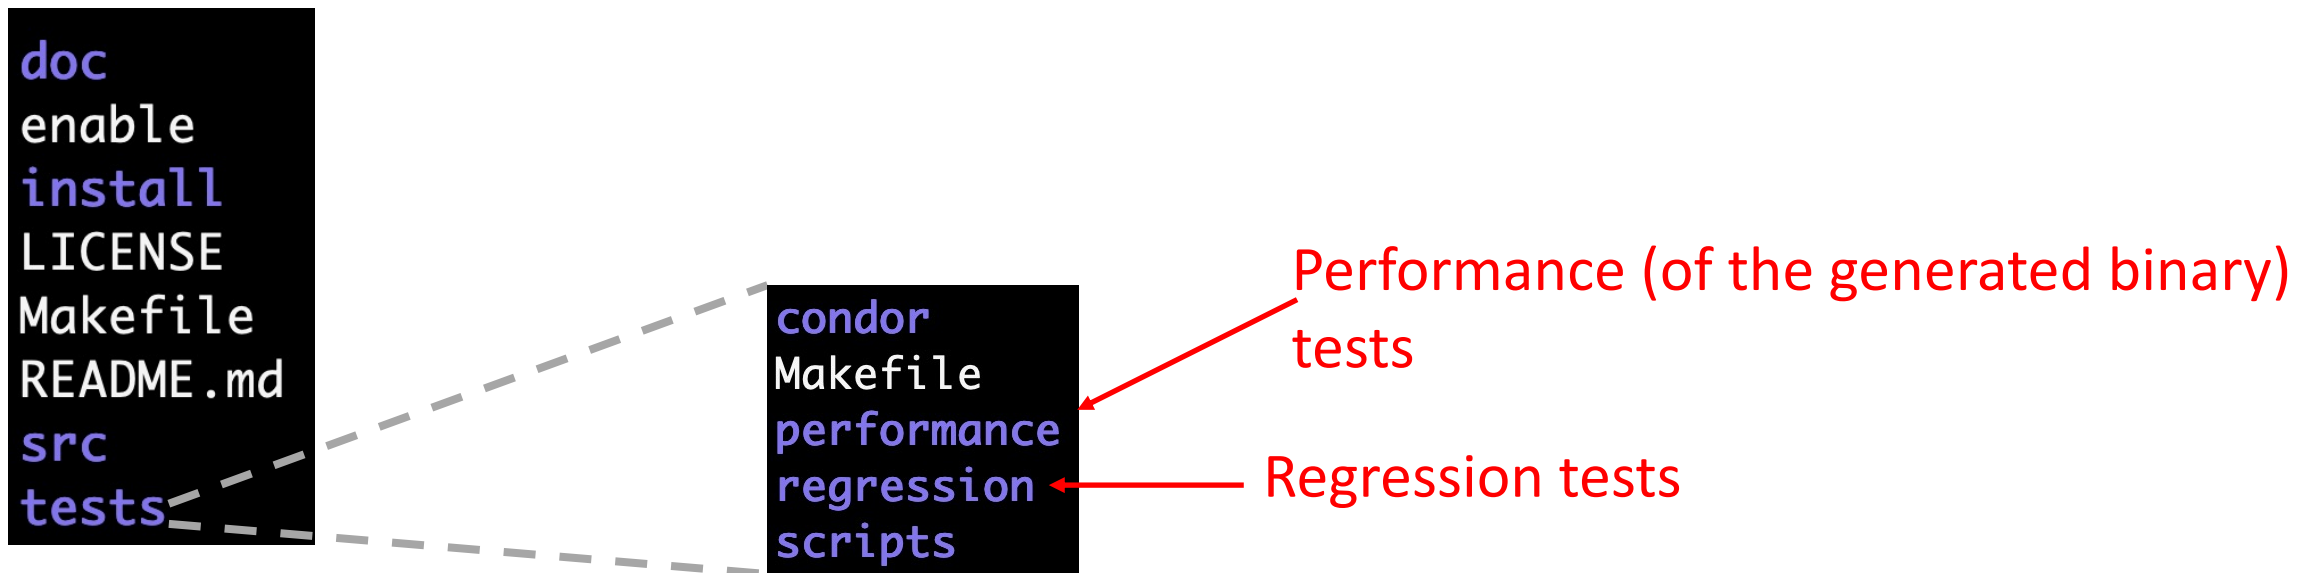 doc
enable
install
LICENSE
Makefile
README.md
src
tests
condor
Makefile
performance
regression
scripts
Performance (of the generated binary)
tests
Regression tests